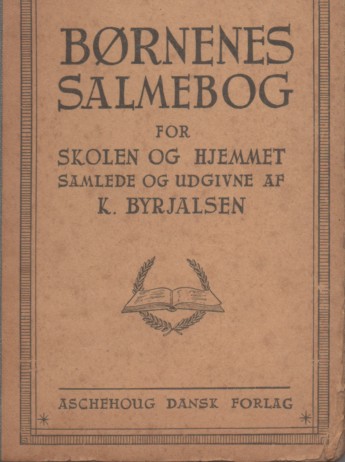 BØRNENES
SALMEBOG
FOR
SKOLEN OG HJEMMET
SAMLEDE OG UDGIVNE AF
K. BYRJALSEN
ASCHEHOUG DANSK FORLAG